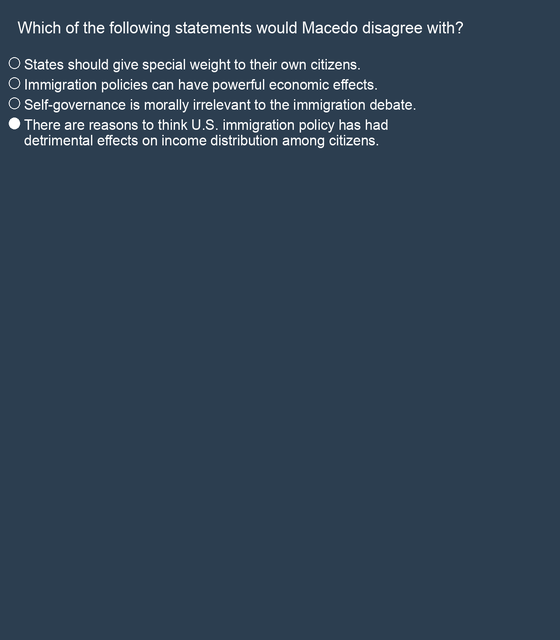 Which of the following statements would Macedo disagree with?
States should give special weight to their own citizens.
Immigration policies can have powerful economic effects.
Self-governance is morally irrelevant to the immigration debate.
There are reasons to think U.S. immigration policy has had
detrimental effects on income distribution among citizens.